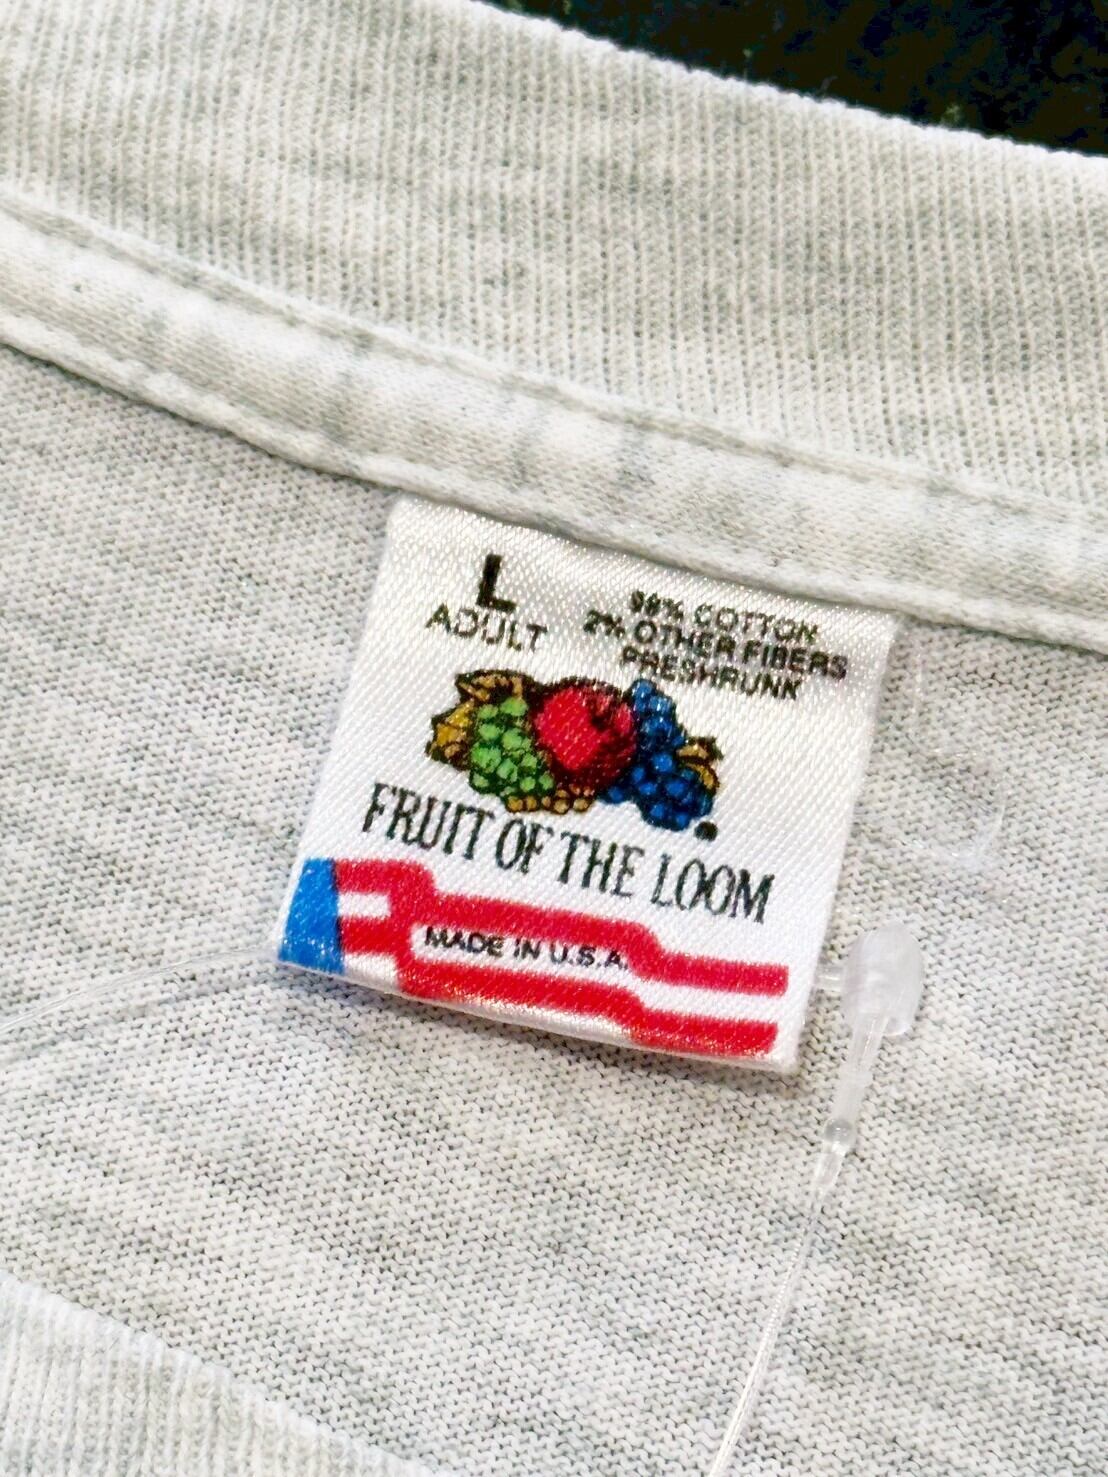 L
ADULT
98% COTTON
2% OTHER FIBERS
PRESHRUNK
FRUIT OF THE LOOM
MADE IN U.S.A.